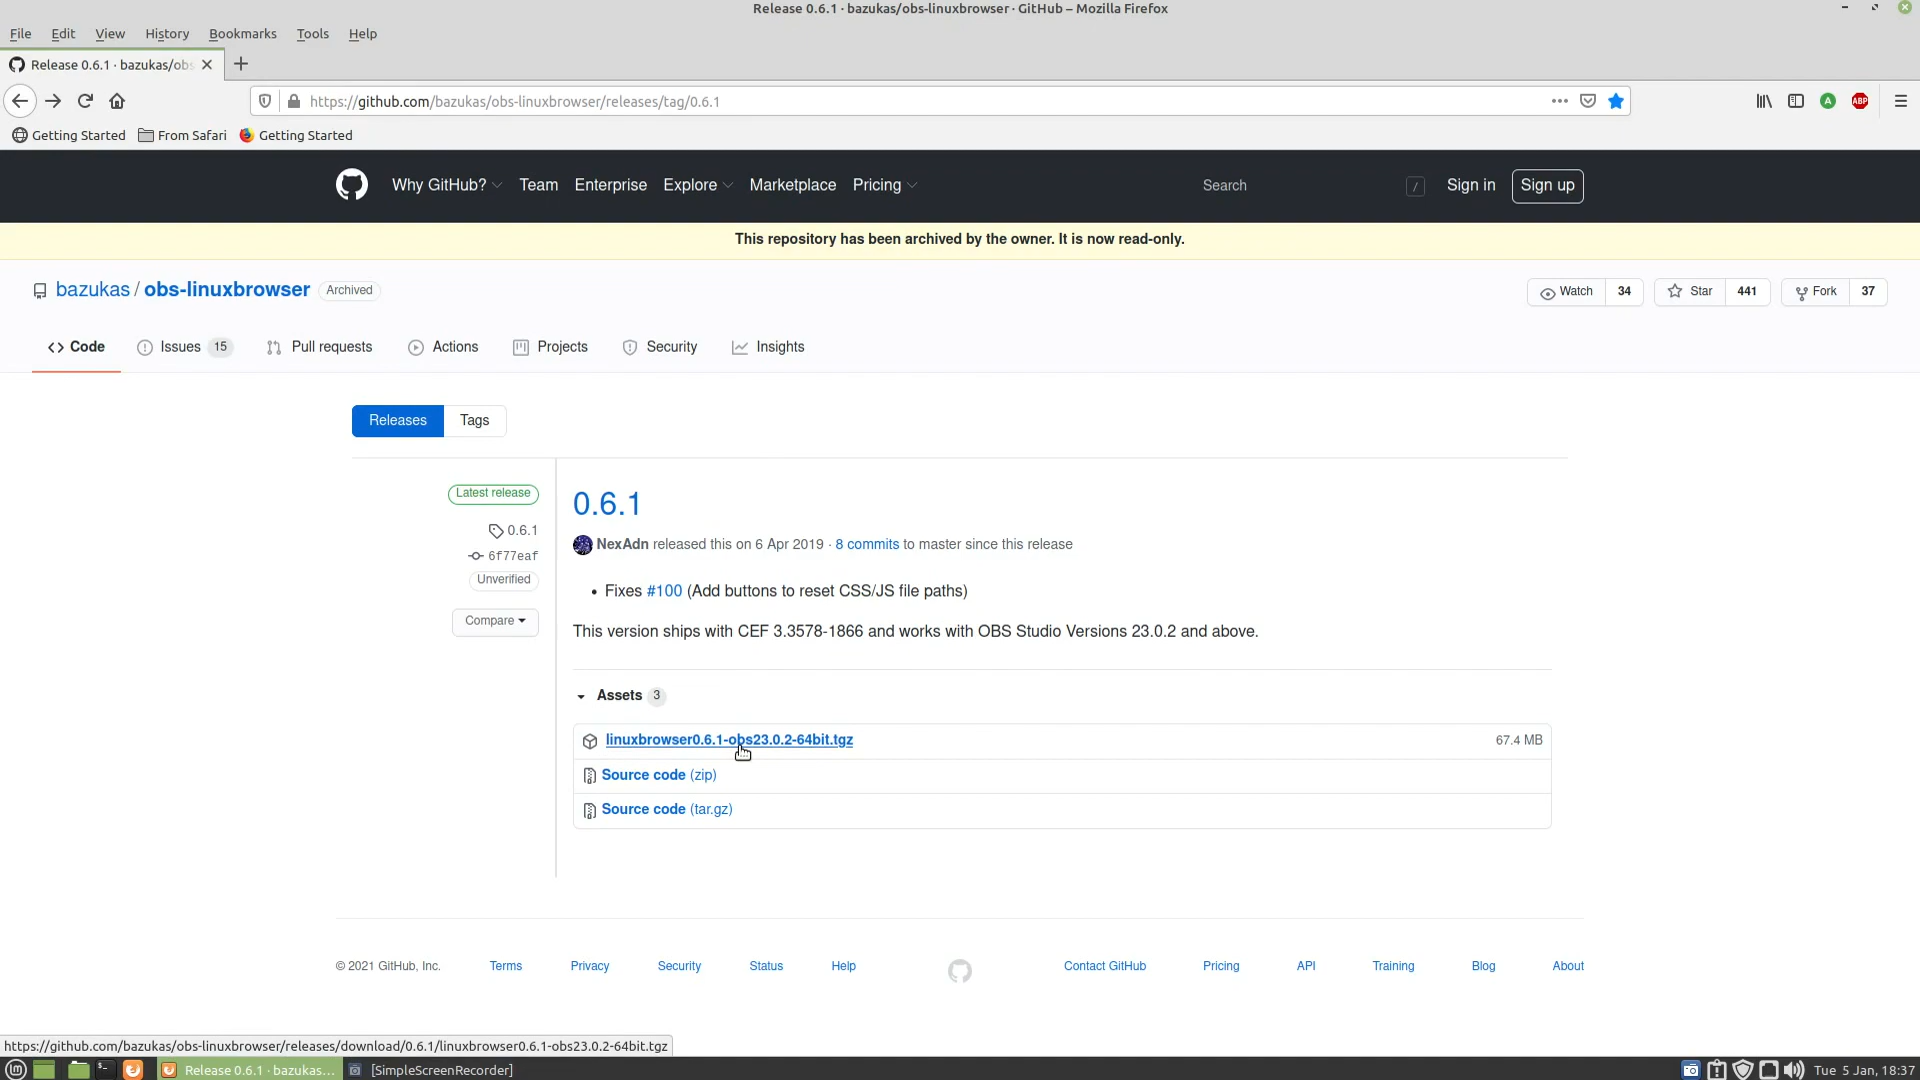 Release 0.6.1 · bazukas/obs-linuxbrowser · GitHub – Mozilla Firefox
File Edit View History Bookmarks Tools Help
Release 0.6.1 · bazukas/obs
https://github.com/bazukas/obs-linuxbrowser/releases/tag/0.6.1
A ABP
Getting Started From Safari Getting Started
Why GitHub? Team Enterprise Explore Marketplace Pricing Search / Sign in Sign up
This repository has been archived by the owner. It is now read-only.
bazukas / obs-linuxbrowser Archived Watch 34 Star 441 Fork 37
Code Issues 15 Pull requests Actions Projects Security Insights
Releases Tags
Latest release
0.6.1
6f77eaf
Unverified
Compare
0.6.1
NexAdn released this on 6 Apr 2019 · 8 commits to master since this release
• Fixes #100 (Add buttons to reset CSS/JS file paths)
This version ships with CEF 3.3578-1866 and works with OBS Studio Versions 23.0.2 and above.
Assets 3
linuxbrowser0.6.1-obs23.0.2-64bit.tgz 67.4 MB
Source code (zip)
Source code (tar.gz)
© 2021 GitHub, Inc. Terms Privacy Security Status Help Contact GitHub Pricing API Training Blog About
https://github.com/bazukas/obs-linuxbrowser/releases/download/0.6.1/linuxbrowser0.6.1-obs23.0.2-64bit.tgz
Release 0.6.1 · bazukas... [SimpleScreenRecorder] Tue 5 Jan, 18:37